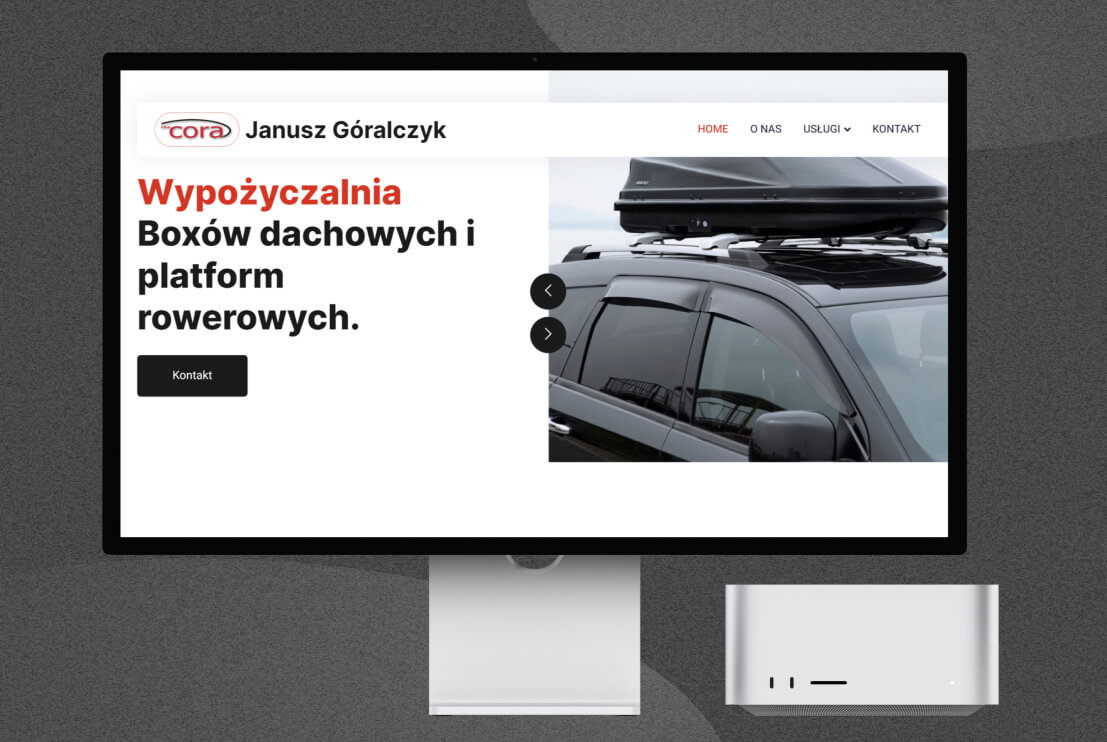 cora Janusz Góralczyk
HOME O NAS USŁUGI KONTAKT
Wypożyczalnia
Boxów dachowych i
platform
rowerowych.
Kontakt